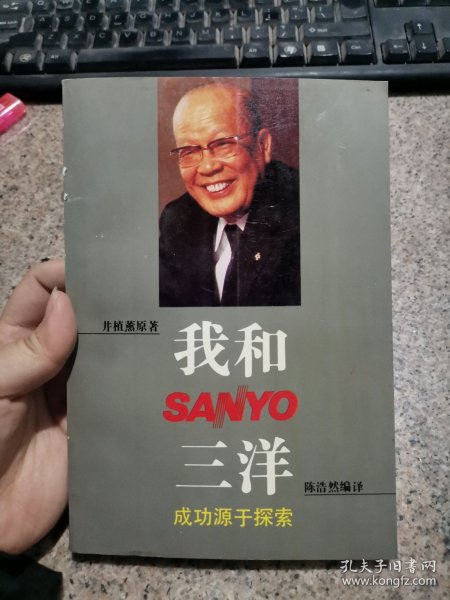 井植薰原著
我和
SANYO
三洋
陈浩然编译
成功源于探索
孔夫子旧书网
www.kongfz.com